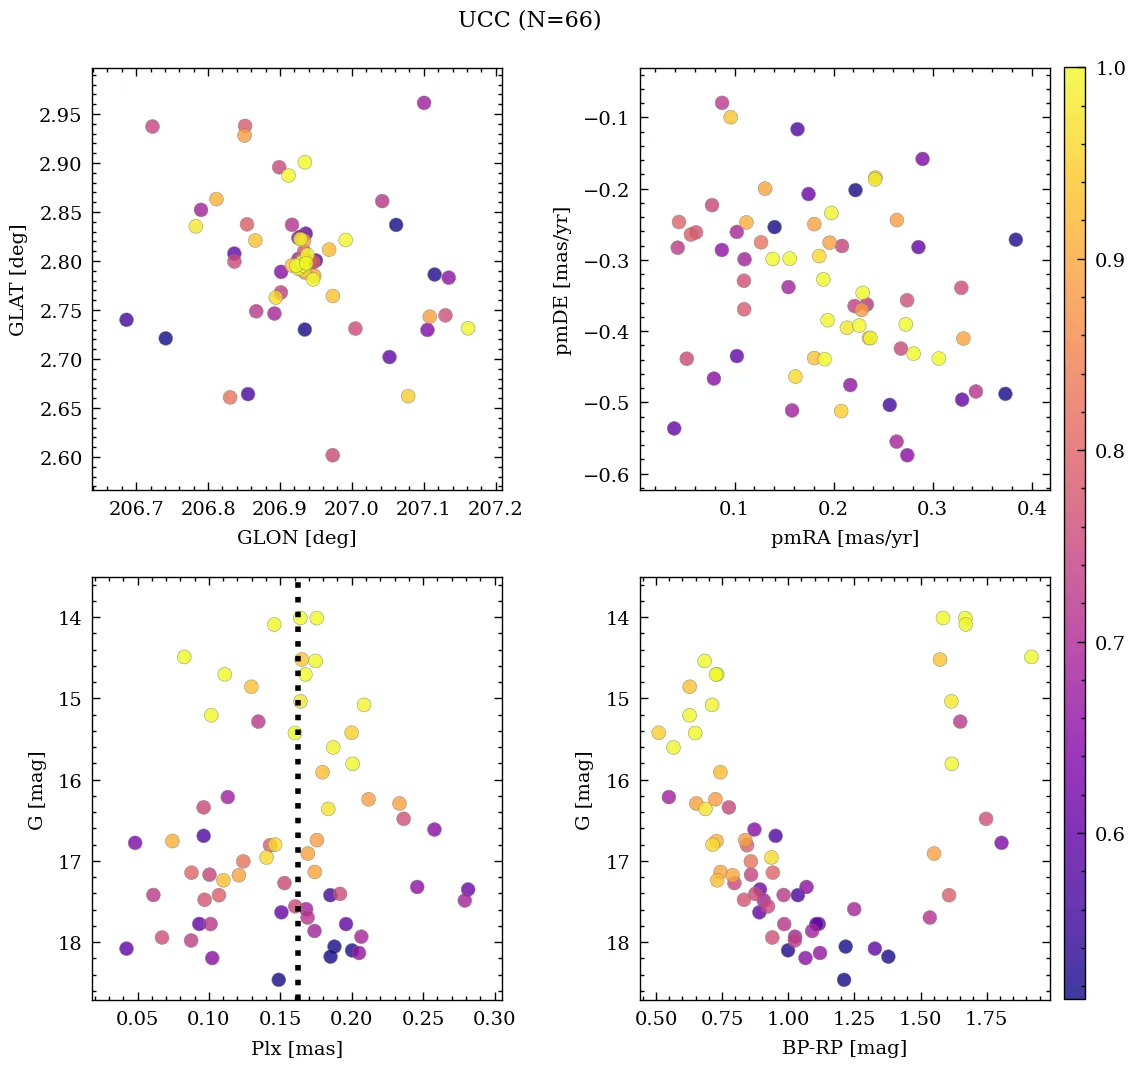 UCC (N=66)
2.95
2.90
2.85
2.80
2.75
2.70
2.65
2.60
GLAT [deg]
206.7 206.8 206.9 207.0 207.1 207.2
GLON [deg]
−0.1
−0.2
−0.3
−0.4
−0.5
−0.6
pmDE [mas/yr]
0.1 0.2 0.3 0.4
pmRA [mas/yr]
14
15
16
17
18
G [mag]
0.05 0.10 0.15 0.20 0.25 0.30
Plx [mas]
14
15
16
17
18
G [mag]
0.50 0.75 1.00 1.25 1.50 1.75
BP-RP [mag]
1.0
0.9
0.8
0.7
0.6